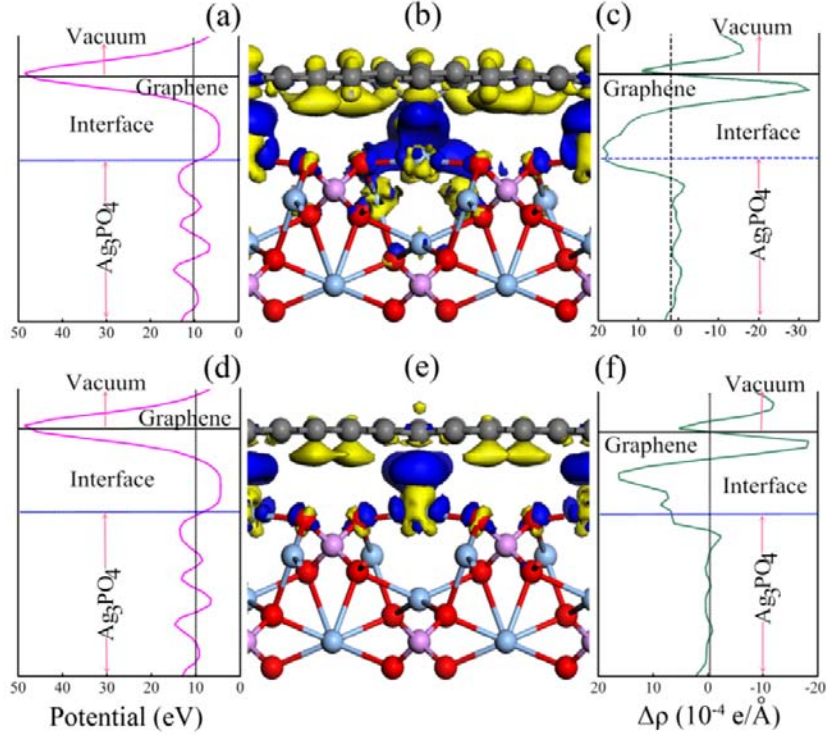 (a)
(b)
(c)
Vacuum
Graphene
Interface
Ag3PO4
50 40 30 20 10 0
Vacuum
Graphene
Interface
Ag3PO4
20 10 0 -10 -20 -30
(d)
(e)
(f)
Vacuum
Graphene
Interface
Ag3PO4
50 40 30 20 10 0
Potential (eV)
Vacuum
Graphene
Interface
Ag3PO4
20 10 0 -10 -20
Δρ (10⁻⁴ e/Å)